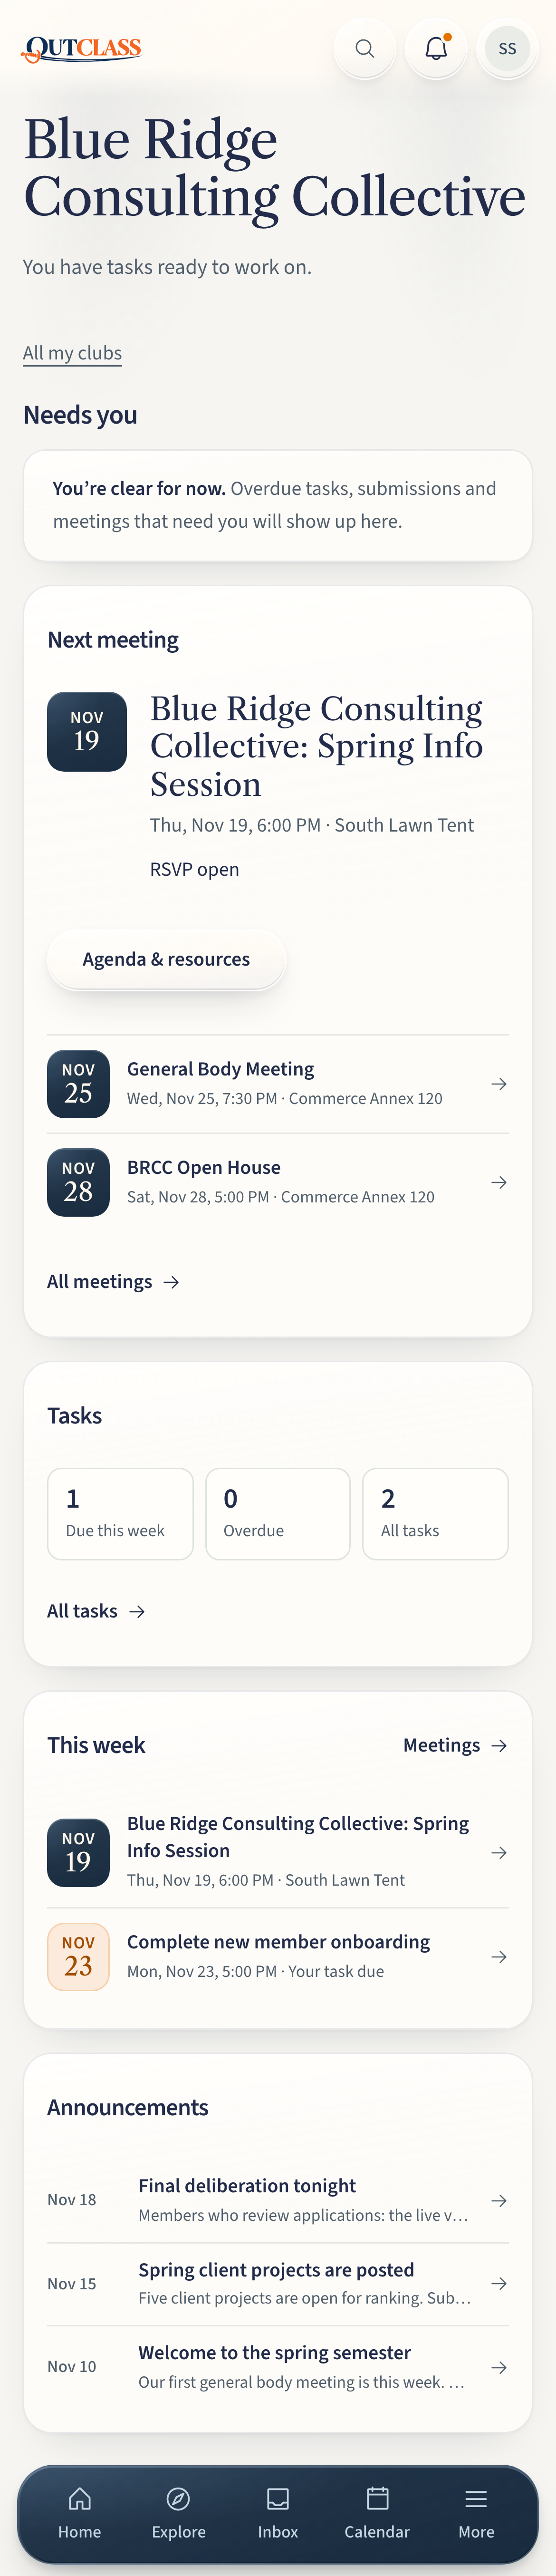 OUTCLASS
SS
Blue Ridge
Consulting Collective
You have tasks ready to work on.
All my clubs
Needs you
You’re clear for now. Overdue tasks, submissions and
meetings that need you will show up here.
Next meeting
NOV
19
Blue Ridge Consulting
Collective: Spring Info
Session
Thu, Nov 19, 6:00 PM · South Lawn Tent
RSVP open
Agenda & resources
NOV
25
General Body Meeting
Wed, Nov 25, 7:30 PM · Commerce Annex 120
NOV
28
BRCC Open House
Sat, Nov 28, 5:00 PM · Commerce Annex 120
All meetings
Tasks
1
Due this week
0
Overdue
2
All tasks
All tasks
This week
Meetings
NOV
19
Blue Ridge Consulting Collective: Spring
Info Session
Thu, Nov 19, 6:00 PM · South Lawn Tent
NOV
23
Complete new member onboarding
Mon, Nov 23, 5:00 PM · Your task due
Announcements
Nov 18
Final deliberation tonight
Members who review applications: the live v…
Nov 15
Spring client projects are posted
Five client projects are open for ranking. Sub…
Nov 10
Welcome to the spring semester
Our first general body meeting is this week. …
Home
Explore
Inbox
Calendar
More